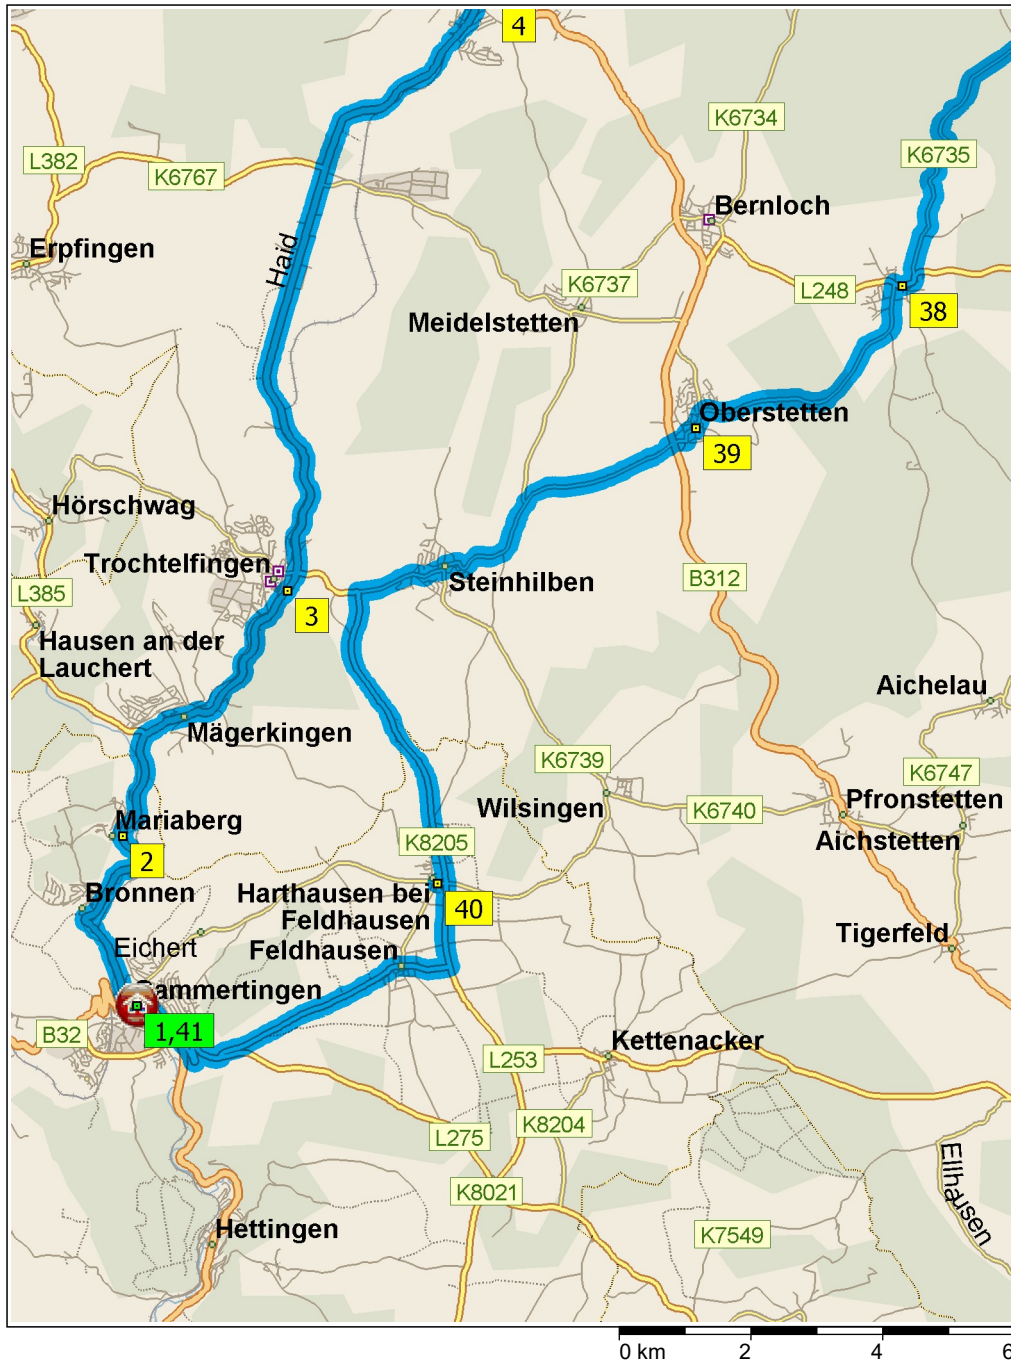 4
K6734
L382
K6735
K6767
Bernloch
Erpfingen
Haid
K6737
L248
38
Meidelstetten
Oberstetten
39
Hörschwag
Trochtelfingen
Steinhilben
B312
L385
3
Hausen an der
Lauchert
Aichelau
Mägerkingen
K6739
K6747
Wilsingen
K6740
Pfronstetten
Mariaberg
K8205
Aichstetten
2
Bronnen
Harthausen bei
Feldhausen
40
Eichert
Feldhausen
Tigerfeld
Gammertingen
1,41
B32
Kettenacker
L253
K8204
L275
Ellhausen
K8021
Hettingen
K7549
0 km 2 4 6